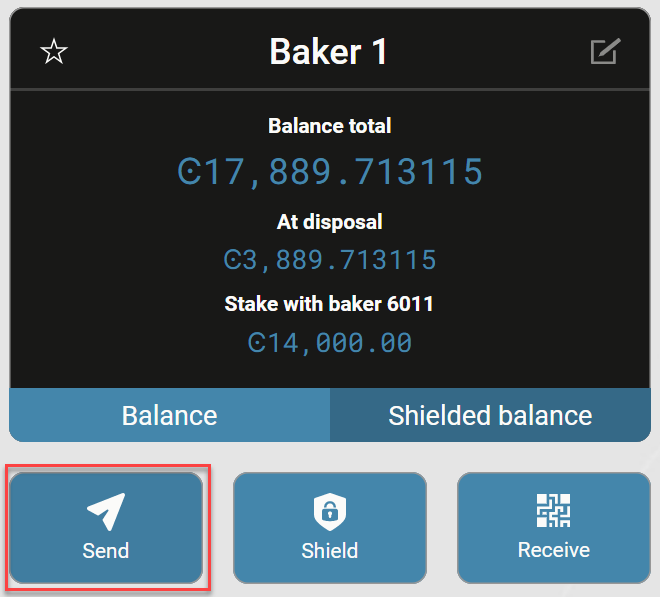 Baker 1
Balance total
Ͼ17,889.713115
At disposal
Ͼ3,889.713115
Stake with baker 6011
Ͼ14,000.00
Balance Shielded balance
Send Shield Receive